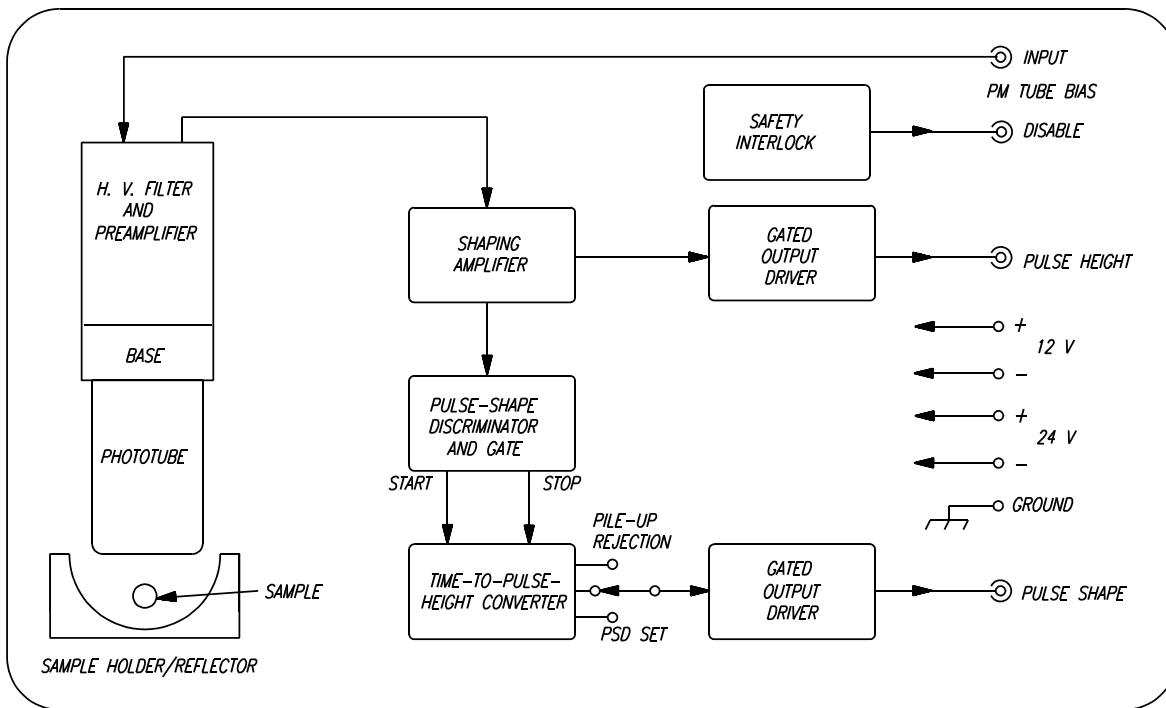 INPUT
PM TUBE BIAS
DISABLE
SAFETY
INTERLOCK
H. V. FILTER
AND
PREAMPLIFIER
BASE
PHOTOTUBE
SAMPLE
SAMPLE HOLDER/REFLECTOR
SHAPING
AMPLIFIER
GATED
OUTPUT
DRIVER
PULSE HEIGHT
+
12 V
-
+
24 V
-
GROUND
PULSE-SHAPE
DISCRIMINATOR
AND GATE
START
STOP
PILE-UP
REJECTION
TIME-TO-PULSE-
HEIGHT CONVERTER
PSD SET
GATED
OUTPUT
DRIVER
PULSE SHAPE